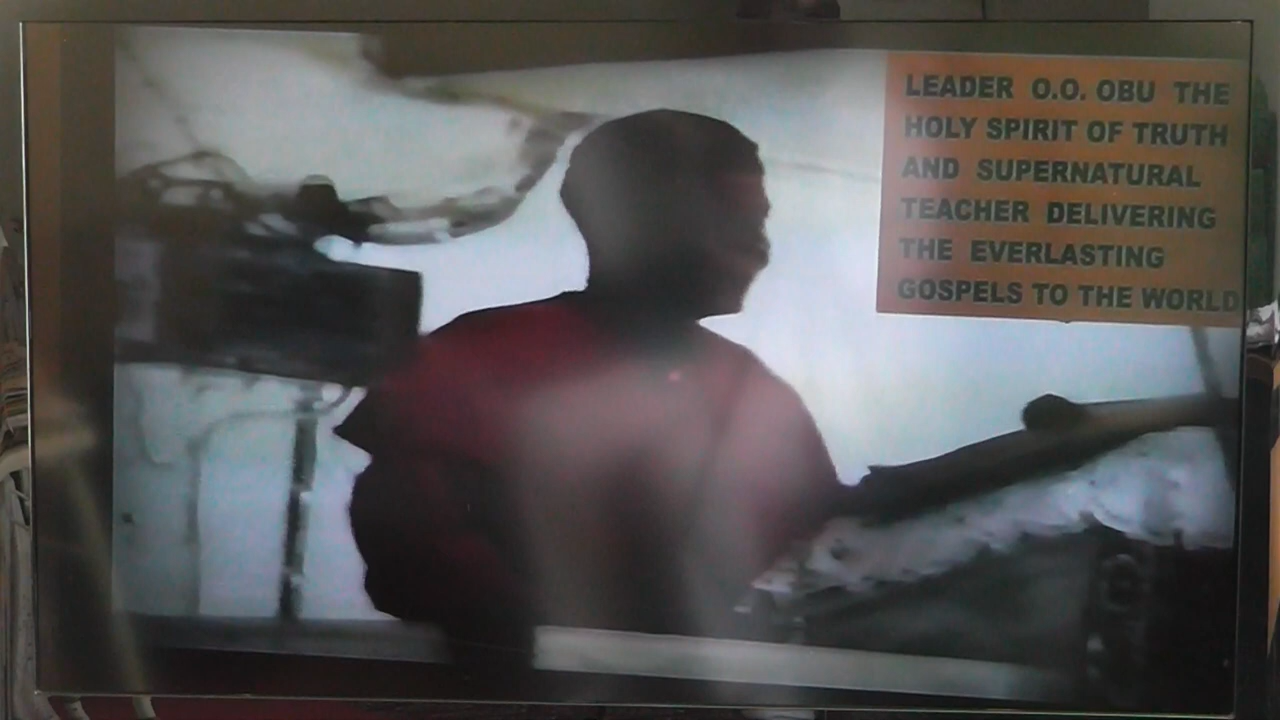 LEADER O.O. OBU THE
HOLY SPIRIT OF TRUTH
AND SUPERNATURAL
TEACHER DELIVERING
THE EVERLASTING
GOSPELS TO THE WORLD